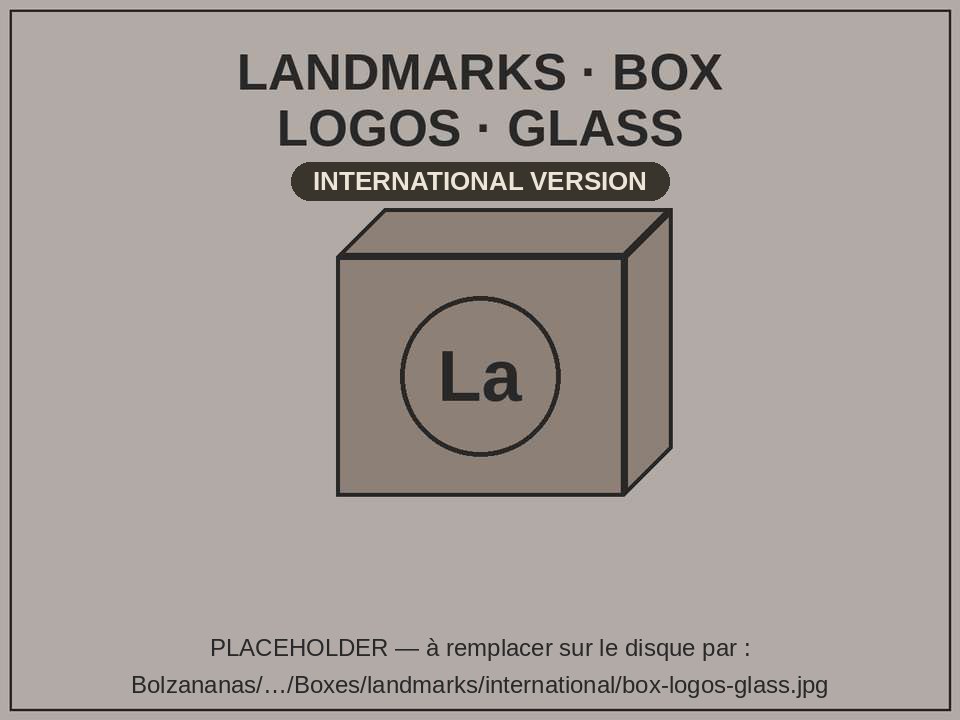 LANDMARKS · BOX
LOGOS · GLASS
INTERNATIONAL VERSION
La
PLACEHOLDER — à remplacer sur le disque par :
Bolzananas/…/Boxes/landmarks/international/box-logos-glass.jpg